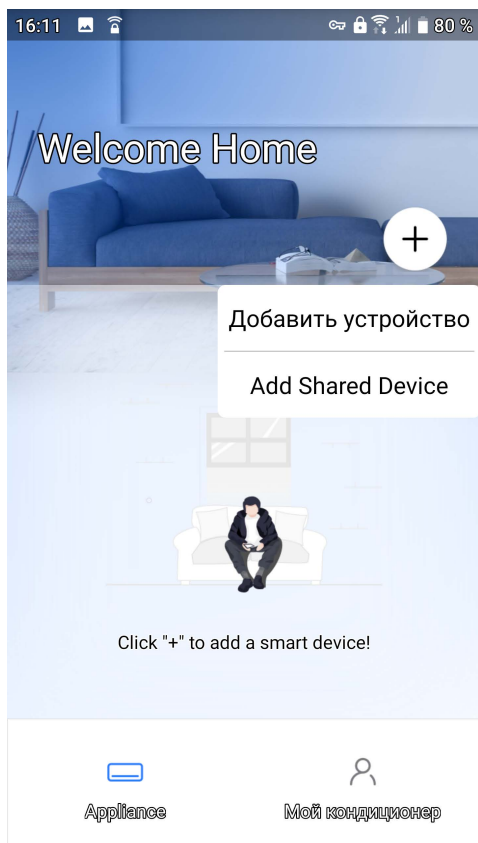 16:11 80 %
Welcome Home
Добавить устройство
Add Shared Device
Click "+" to add a smart device!
Appliance Мой кондиционер